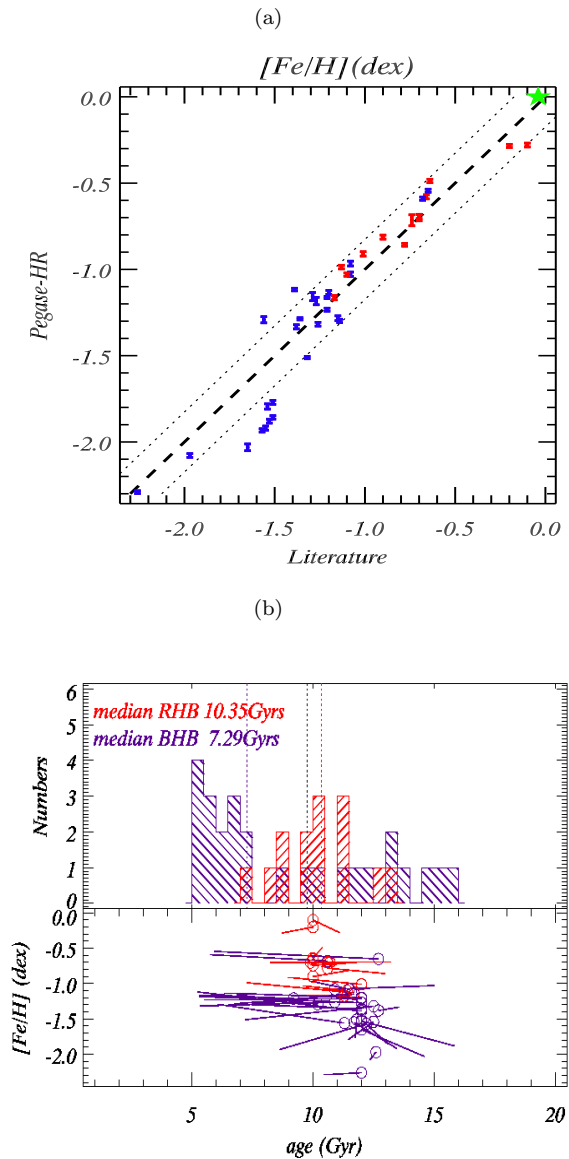 (a)
[Fe/H](dex)
0.0
-0.5
-1.0
-1.5
-2.0
Pegase-HR
-2.0 -1.5 -1.0 -0.5 0.0
Literature
(b)
6
5
4
3
2
1
0
Numbers
median RHB 10.35Gyrs
median BHB 7.29Gyrs
0.0
-0.5
-1.0
-1.5
-2.0
[Fe/H] (dex)
5 10 15 20
age (Gyr)